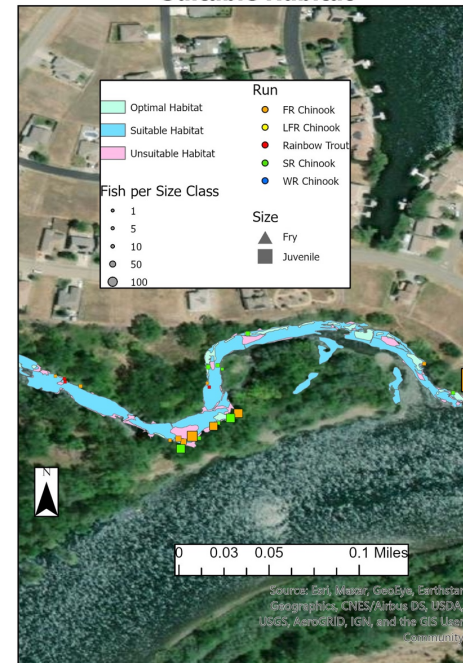 Suitable Habitat
Optimal Habitat
Suitable Habitat
Unsuitable Habitat
Fish per Size Class
1
5
10
50
100
Run
FR Chinook
LFR Chinook
Rainbow Trout
SR Chinook
WR Chinook
Size
Fry
Juvenile
N
0 0.03 0.05 0.1 Miles
Source: Esri, Maxar, GeoEye, Earthstar
Geographics, CNES/Airbus DS, USDA,
USGS, AeroGRID, IGN, and the GIS User
Community